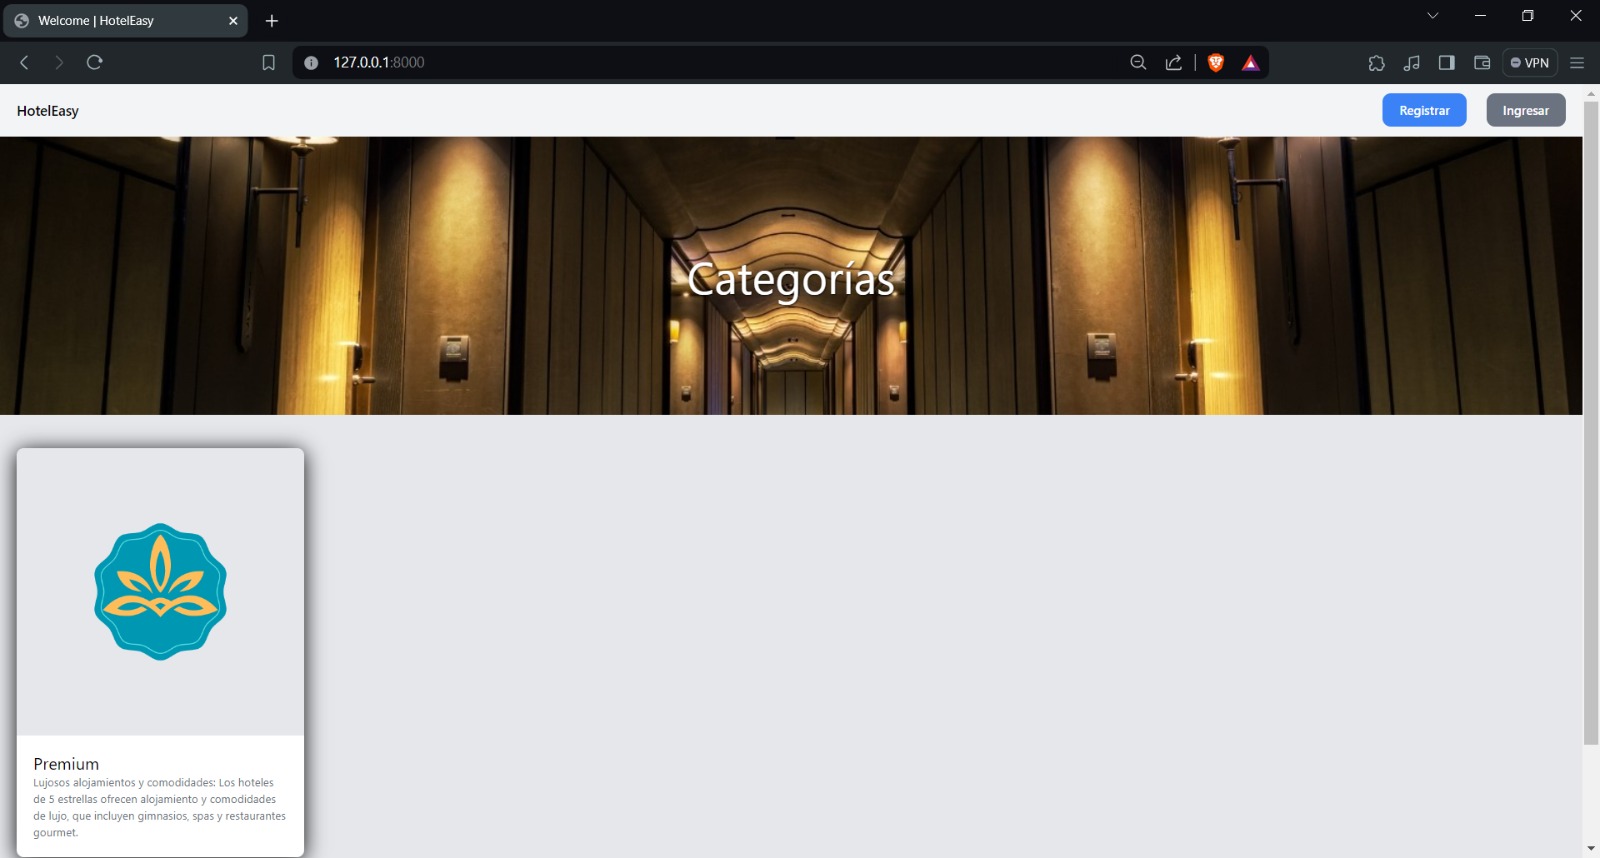 Welcome | HotelEasy
127.0.0.1:8000
VPN
HotelEasy
Registrar
Ingresar
Categorías
Premium
Lujosos alojamientos y comodidades: Los hoteles
de 5 estrellas ofrecen alojamiento y comodidades
de lujo, que incluyen gimnasios, spas y restaurantes
gourmet.